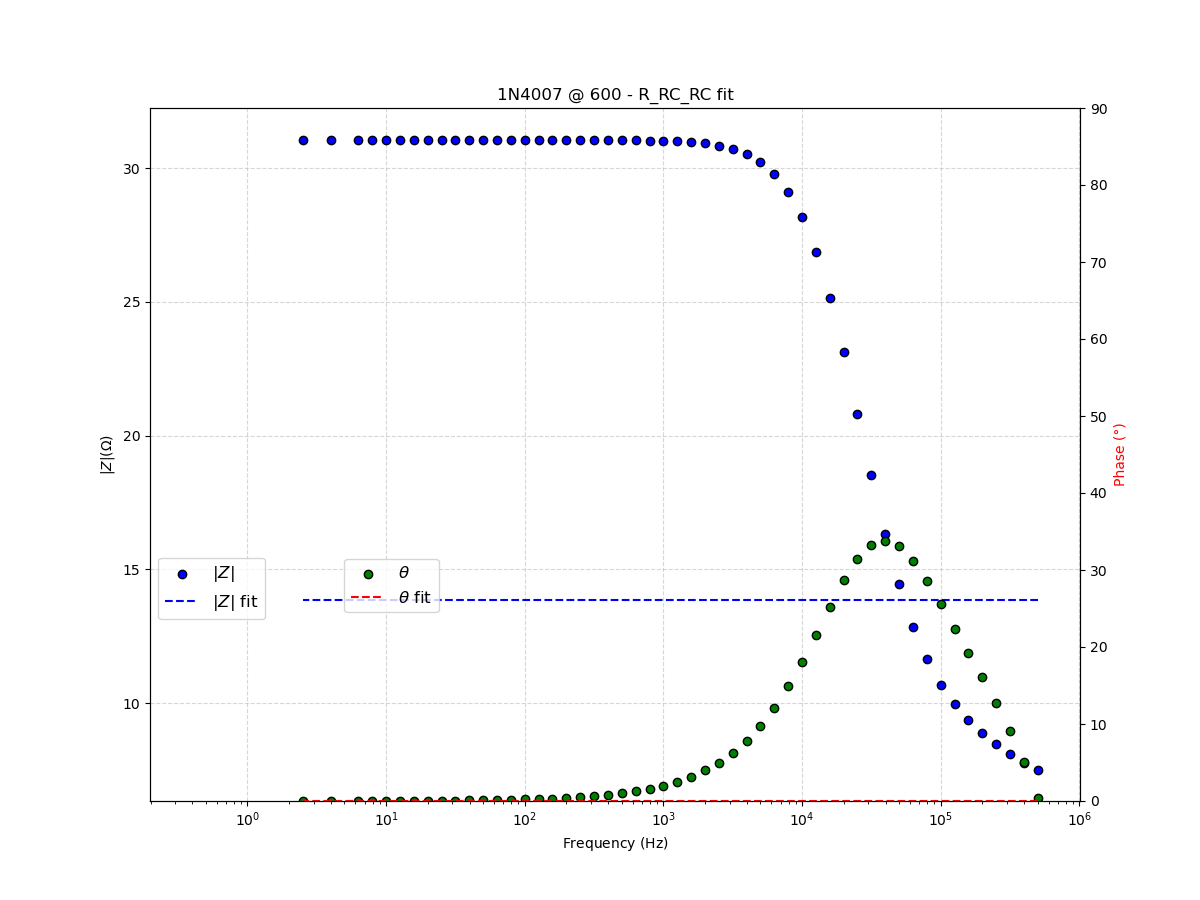 1N4007 @ 600 - R_RC_RC fit
90
80
70
60
50
40
30
20
10
0
30
25
20
15
10
|Z|(Ω)
Phase (°)
|Z|
|Z| fit
θ
θ fit
10⁰
10¹
10²
10³
10⁴
10⁵
10⁶
Frequency (Hz)